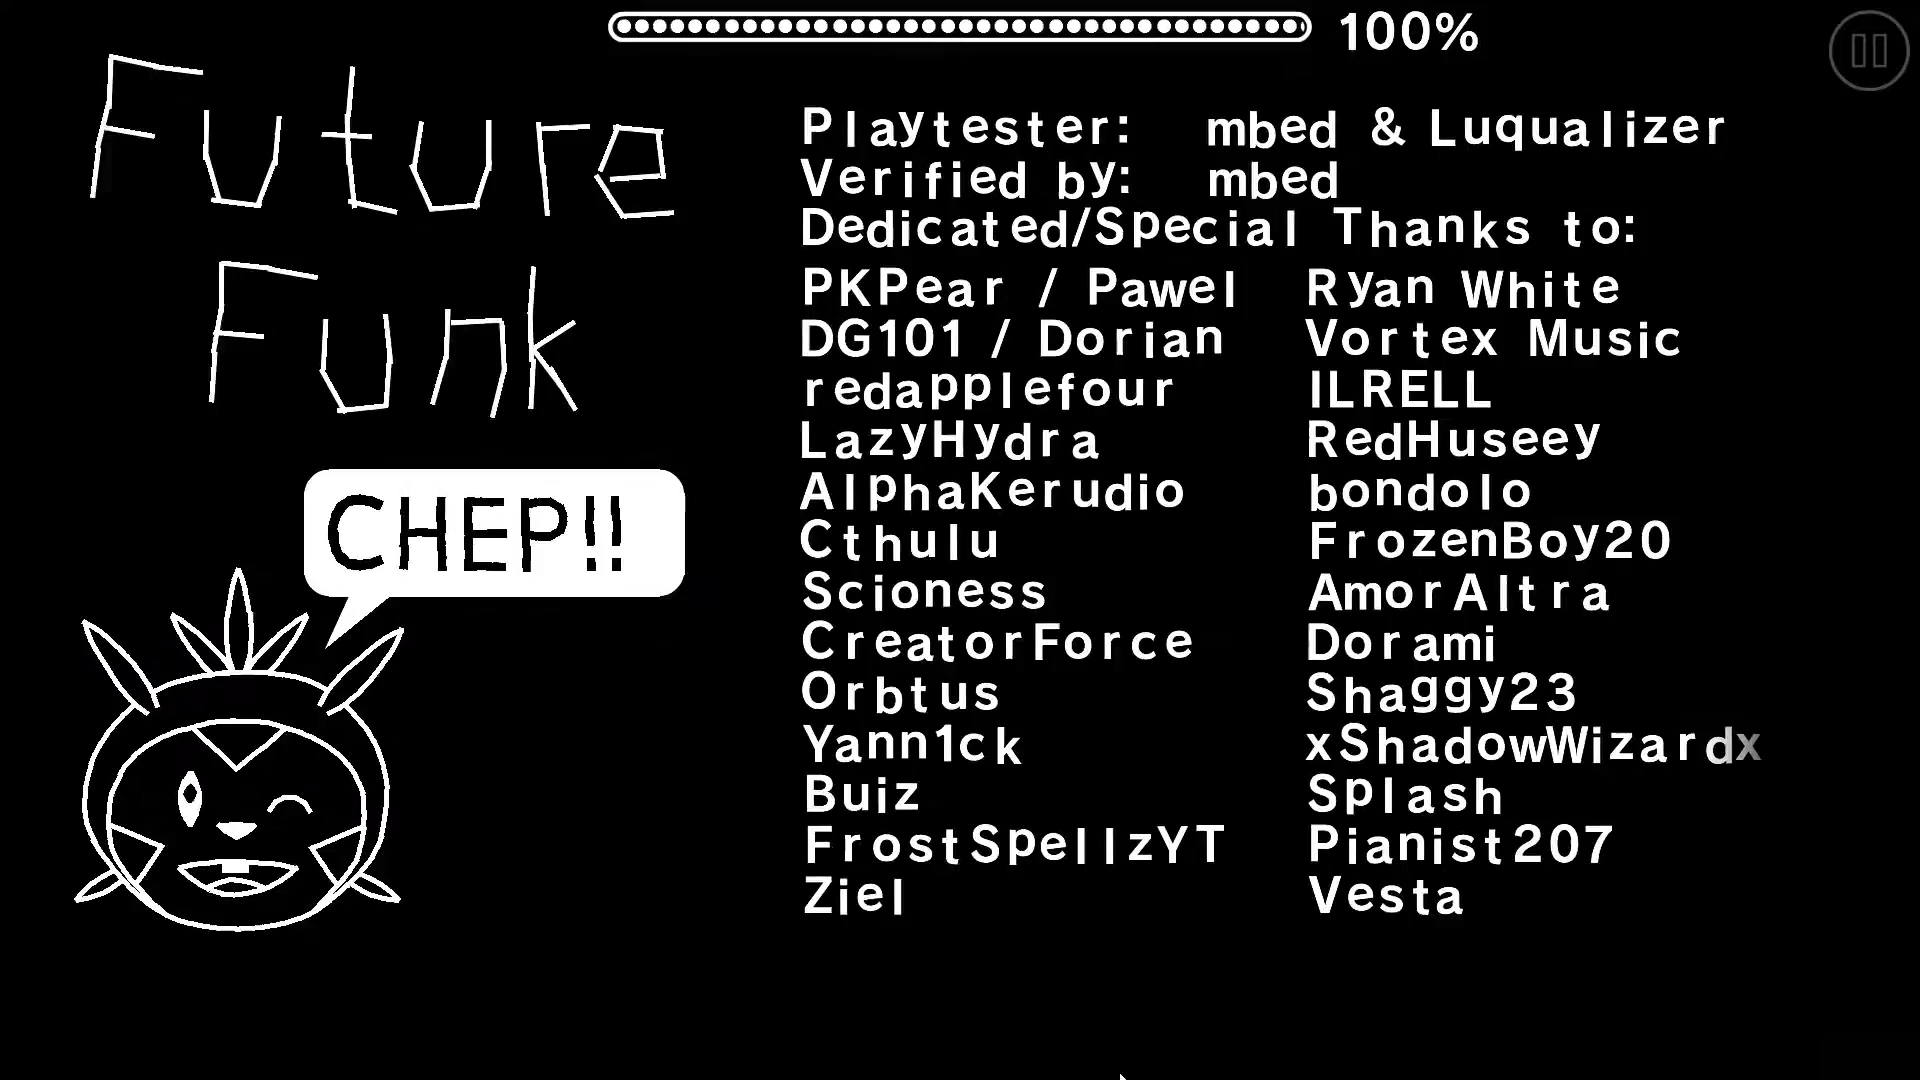 100%
Future
Funk
CHEP!!
Playtester: mbed & Luqualizer
Verified by: mbed
Dedicated/Special Thanks to:
PKPear / Pawel Ryan White
DG101 / Dorian Vortex Music
redapplefour ILRELL
LazyHydra RedHuseey
AlphaKerudio bondolo
Cthulu FrozenBoy20
Scioness AmorAltra
CreatorForce Dorami
Orbtus Shaggy23
Yann1ck xShadowWizardx
Buiz Splash
FrostSpellzYT Pianist207
Ziel Vesta